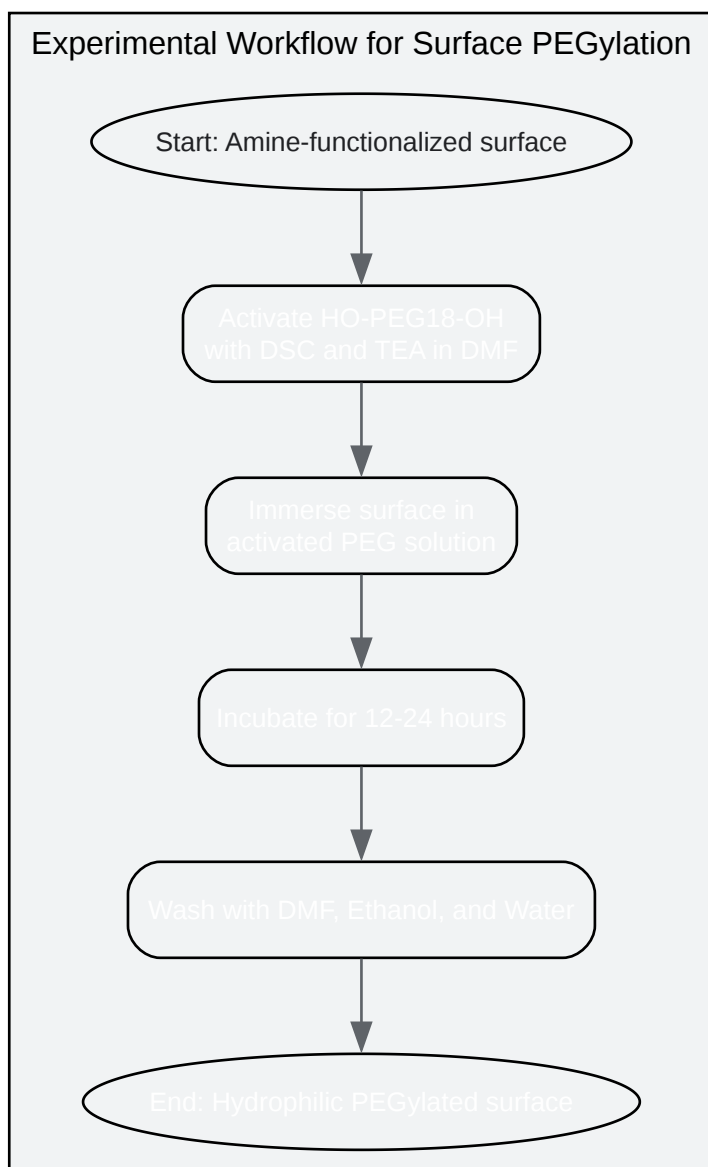 Experimental Workflow for Surface PEGylation
Start: Amine-functionalized surface
Activate HO-PEG18-OH
with DSC and TEA in DMF
Immerse surface in
activated PEG solution
Incubate for 12-24 hours
Wash with DMF, Ethanol, and Water
End: Hydrophilic PEGylated surface